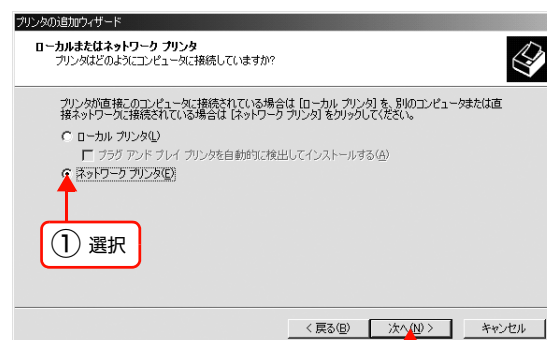 プリンタの追加ウィザード
ローカルまたはネットワーク プリンタ
プリンタはどのようにコンピュータに接続していますか?
プリンタが直接このコンピュータに接続されている場合は [ローカル プリンタ] を、別のコンピュータまたは直
接ネットワークに接続されている場合は [ネットワーク プリンタ] をクリックしてください。
ローカル プリンタ(L)
プラグ アンド プレイ プリンタを自動的に検出してインストールする(A)
ネットワーク プリンタ(E)
① 選択
< 戻る(B)
次へ(N) >
キャンセル